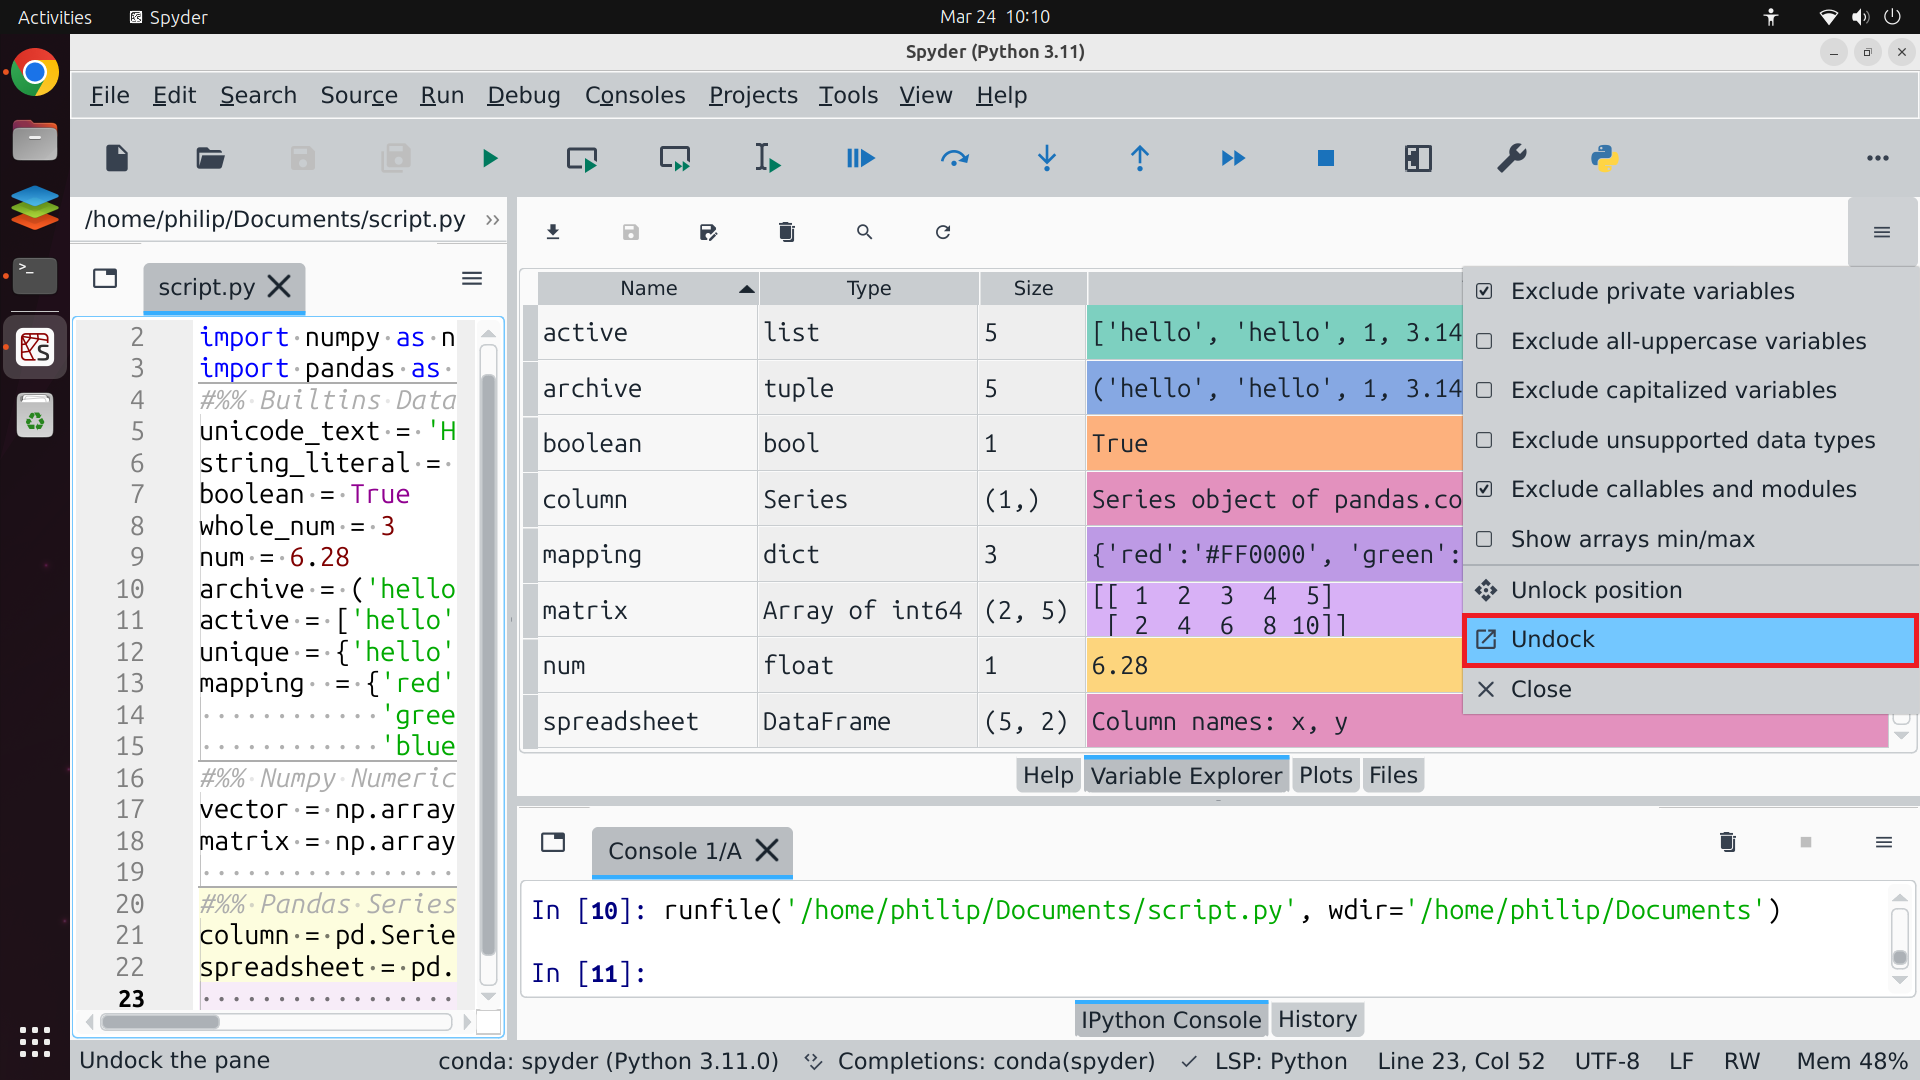 Activities Spyder Mar 24 10:10
Spyder (Python 3.11)
File Edit Search Source Run Debug Consoles Projects Tools View Help
/home/philip/Documents/script.py
script.py
2 import numpy as n
3 import pandas as
4 #%% Builtins Data
5 unicode_text = 'H
6 string_literal =
7 boolean = True
8 whole_num = 3
9 num = 6.28
10 archive = ('hello
11 active = ['hello'
12 unique = {'hello'
13 mapping = {'red'
14 'gree
15 'blue
16 #%% Numpy Numeric
17 vector = np.array
18 matrix = np.array
19
20 #%% Pandas Series
21 column = pd.Serie
22 spreadsheet = pd.
23
Name Type Size
active list 5 ['hello', 'hello', 1, 3.14
archive tuple 5 ('hello', 'hello', 1, 3.14
boolean bool 1 True
column Series (1,) Series object of pandas.co
mapping dict 3 {'red':'#FF0000', 'green':
matrix Array of int64 (2, 5) [[ 1 2 3 4 5]
[ 2 4 6 8 10]]
num float 1 6.28
spreadsheet DataFrame (5, 2) Column names: x, y
Exclude private variables
Exclude all-uppercase variables
Exclude capitalized variables
Exclude unsupported data types
Exclude callables and modules
Show arrays min/max
Unlock position
Undock
Close
Help Variable Explorer Plots Files
Console 1/A
In [10]: runfile('/home/philip/Documents/script.py', wdir='/home/philip/Documents')
In [11]:
IPython Console History
Undock the pane conda: spyder (Python 3.11.0) Completions: conda(spyder) LSP: Python Line 23, Col 52 UTF-8 LF RW Mem 48%